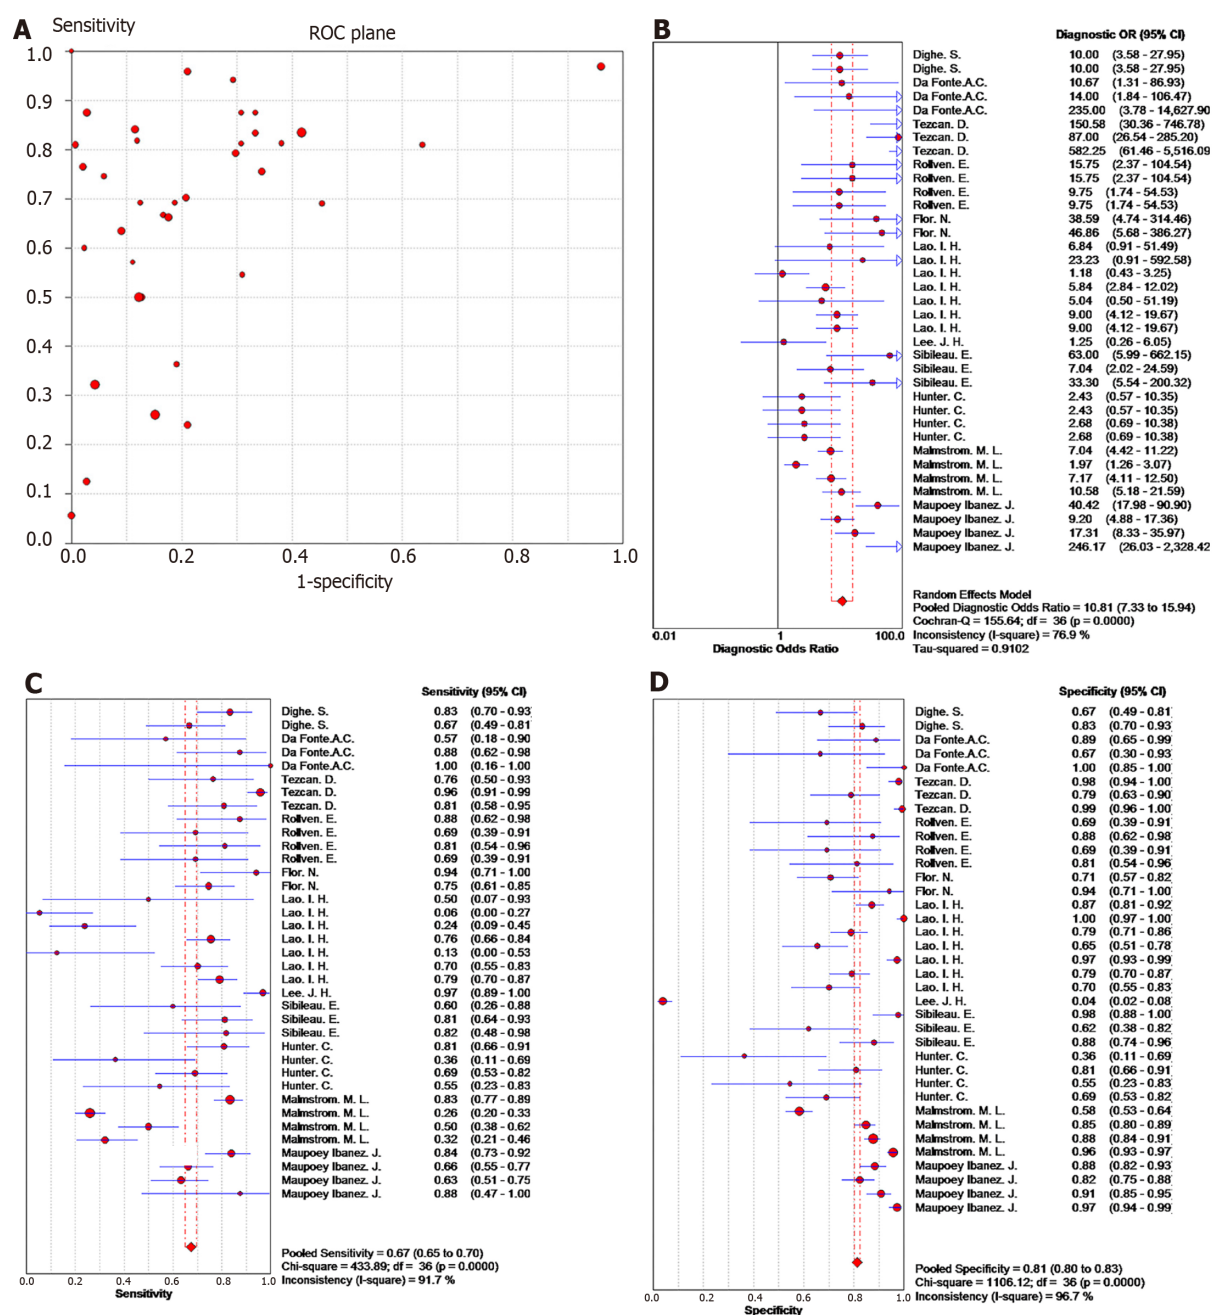 A
Sensitivity
ROC plane
1.0
0.9
0.8
0.7
0.6
0.5
0.4
0.3
0.2
0.1
0.0
0.0 0.2 0.4 0.6 0.8 1.0
1-specificity
B
Diagnostic OR (95% CI)
Dighe. S. 10.00 (3.58 - 27.95)
Dighe. S. 10.00 (3.58 - 27.95)
Da Fonte.A.C. 10.67 (1.31 - 86.93)
Da Fonte.A.C. 14.00 (1.84 - 106.47)
Da Fonte.A.C. 235.00 (3.78 - 14,627.90
Tezcan. D. 150.58 (30.36 - 746.78)
Tezcan. D. 87.00 (26.54 - 285.20)
Tezcan. D. 582.25 (61.46 - 5,516.09
Rollven. E. 15.75 (2.37 - 104.54)
Rollven. E. 15.75 (2.37 - 104.54)
Rollven. E. 9.75 (1.74 - 54.53)
Rollven. E. 9.75 (1.74 - 54.53)
Flor. N. 38.59 (4.74 - 314.46)
Flor. N. 46.86 (5.68 - 386.27)
Lao. I. H. 6.84 (0.91 - 51.49)
Lao. I. H. 23.23 (0.91 - 592.58)
Lao. I. H. 1.18 (0.43 - 3.25)
Lao. I. H. 5.84 (2.84 - 12.02)
Lao. I. H. 5.04 (0.50 - 51.19)
Lao. I. H. 9.00 (4.12 - 19.67)
Lao. I. H. 9.00 (4.12 - 19.67)
Lee. J. H. 1.25 (0.26 - 6.05)
Sibileau. E. 63.00 (5.99 - 662.15)
Sibileau. E. 7.04 (2.02 - 24.59)
Sibileau. E. 33.30 (5.54 - 200.32)
Hunter. C. 2.43 (0.57 - 10.35)
Hunter. C. 2.43 (0.57 - 10.35)
Hunter. C. 2.68 (0.69 - 10.38)
Hunter. C. 2.68 (0.69 - 10.38)
Malmstrom. M. L. 7.04 (4.42 - 11.22)
Malmstrom. M. L. 1.97 (1.26 - 3.07)
Malmstrom. M. L. 7.17 (4.11 - 12.50)
Malmstrom. M. L. 10.58 (5.18 - 21.59)
Maupoey Ibanez. J. 40.42 (17.98 - 90.90)
Maupoey Ibanez. J. 9.20 (4.88 - 17.36)
Maupoey Ibanez. J. 17.31 (8.33 - 35.97)
Maupoey Ibanez. J. 246.17 (26.03 - 2,328.42
Random Effects Model
Pooled Diagnostic Odds Ratio = 10.81 (7.33 to 15.94)
Cochran-Q = 155.64; df = 36 (p = 0.0000)
Inconsistency (I-square) = 76.9 %
Tau-squared = 0.9102
0.01 1 100.0
Diagnostic Odds Ratio
C
Sensitivity (95% CI)
Dighe. S. 0.83 (0.70 - 0.93)
Dighe. S. 0.67 (0.49 - 0.81)
Da Fonte.A.C. 0.57 (0.18 - 0.90)
Da Fonte.A.C. 0.88 (0.62 - 0.98)
Da Fonte.A.C. 1.00 (0.16 - 1.00)
Tezcan. D. 0.76 (0.50 - 0.93)
Tezcan. D. 0.96 (0.91 - 0.99)
Tezcan. D. 0.81 (0.58 - 0.95)
Rollven. E. 0.88 (0.62 - 0.98)
Rollven. E. 0.69 (0.39 - 0.91)
Rollven. E. 0.81 (0.54 - 0.96)
Rollven. E. 0.69 (0.39 - 0.91)
Flor. N. 0.94 (0.71 - 1.00)
Flor. N. 0.75 (0.61 - 0.85)
Lao. I. H. 0.50 (0.07 - 0.93)
Lao. I. H. 0.06 (0.00 - 0.27)
Lao. I. H. 0.24 (0.09 - 0.45)
Lao. I. H. 0.76 (0.66 - 0.84)
Lao. I. H. 0.13 (0.00 - 0.53)
Lao. I. H. 0.70 (0.55 - 0.83)
Lao. I. H. 0.79 (0.70 - 0.87)
Lee. J. H. 0.97 (0.89 - 1.00)
Sibileau. E. 0.60 (0.26 - 0.88)
Sibileau. E. 0.81 (0.64 - 0.93)
Sibileau. E. 0.82 (0.48 - 0.98)
Hunter. C. 0.81 (0.66 - 0.91)
Hunter. C. 0.36 (0.11 - 0.69)
Hunter. C. 0.69 (0.53 - 0.82)
Hunter. C. 0.55 (0.23 - 0.83)
Malmstrom. M. L. 0.83 (0.77 - 0.89)
Malmstrom. M. L. 0.26 (0.20 - 0.33)
Malmstrom. M. L. 0.50 (0.38 - 0.62)
Malmstrom. M. L. 0.32 (0.21 - 0.46)
Maupoey Ibanez. J. 0.84 (0.73 - 0.92)
Maupoey Ibanez. J. 0.66 (0.55 - 0.77)
Maupoey Ibanez. J. 0.63 (0.51 - 0.75)
Maupoey Ibanez. J. 0.88 (0.47 - 1.00)
Pooled Sensitivity = 0.67 (0.65 to 0.70)
Chi-square = 433.89; df = 36 (p = 0.0000)
Inconsistency (I-square) = 91.7 %
0.0 0.2 0.4 0.6 0.8 1.0
Sensitivity
D
Specificity (95% CI)
Dighe. S. 0.67 (0.49 - 0.81)
Dighe. S. 0.83 (0.70 - 0.93)
Da Fonte.A.C. 0.89 (0.65 - 0.99)
Da Fonte.A.C. 0.67 (0.30 - 0.93)
Da Fonte.A.C. 1.00 (0.85 - 1.00)
Tezcan. D. 0.98 (0.94 - 1.00)
Tezcan. D. 0.79 (0.63 - 0.90)
Tezcan. D. 0.99 (0.96 - 1.00)
Rollven. E. 0.69 (0.39 - 0.91)
Rollven. E. 0.88 (0.62 - 0.98)
Rollven. E. 0.69 (0.39 - 0.91)
Rollven. E. 0.81 (0.54 - 0.96)
Flor. N. 0.71 (0.57 - 0.82)
Flor. N. 0.94 (0.71 - 1.00)
Lao. I. H. 0.87 (0.81 - 0.92)
Lao. I. H. 1.00 (0.97 - 1.00)
Lao. I. H. 0.79 (0.71 - 0.86)
Lao. I. H. 0.65 (0.51 - 0.78)
Lao. I. H. 0.97 (0.93 - 0.99)
Lao. I. H. 0.79 (0.70 - 0.87)
Lao. I. H. 0.70 (0.55 - 0.83)
Lee. J. H. 0.04 (0.02 - 0.08)
Sibileau. E. 0.98 (0.88 - 1.00)
Sibileau. E. 0.62 (0.38 - 0.82)
Sibileau. E. 0.88 (0.74 - 0.96)
Hunter. C. 0.36 (0.11 - 0.69)
Hunter. C. 0.81 (0.66 - 0.91)
Hunter. C. 0.55 (0.23 - 0.83)
Hunter. C. 0.69 (0.53 - 0.82)
Malmstrom. M. L. 0.58 (0.53 - 0.64)
Malmstrom. M. L. 0.85 (0.80 - 0.89)
Malmstrom. M. L. 0.88 (0.84 - 0.91)
Malmstrom. M. L. 0.96 (0.93 - 0.97)
Maupoey Ibanez. J. 0.88 (0.82 - 0.93)
Maupoey Ibanez. J. 0.82 (0.75 - 0.88)
Maupoey Ibanez. J. 0.91 (0.85 - 0.95)
Maupoey Ibanez. J. 0.97 (0.94 - 0.99)
Pooled Specificity = 0.81 (0.80 to 0.83)
Chi-square = 1106.12; df = 36 (p = 0.0000)
Inconsistency (I-square) = 96.7 %
0.0 0.2 0.4 0.6 0.8 1.0
Specificity